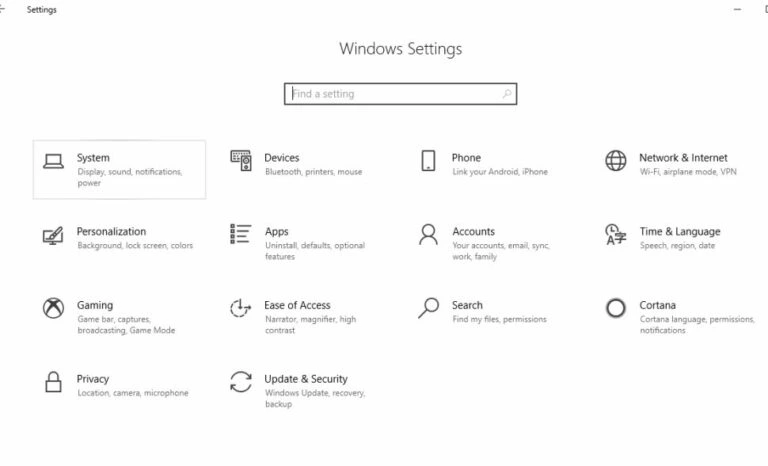 Settings
Windows Settings
Find a setting
System
Display, sound, notifications,
power
Devices
Bluetooth, printers, mouse
Phone
Link your Android, iPhone
Network & Internet
Wi-Fi, airplane mode, VPN
Personalization
Background, lock screen, colors
Apps
Uninstall, defaults, optional
features
Accounts
Your accounts, email, sync,
work, family
Time & Language
Speech, region, date
Gaming
Game bar, captures,
broadcasting, Game Mode
Ease of Access
Narrator, magnifier, high
contrast
Search
Find my files, permissions
Cortana
Cortana language, permissions,
notifications
Privacy
Location, camera, microphone
Update & Security
Windows Update, recovery,
backup